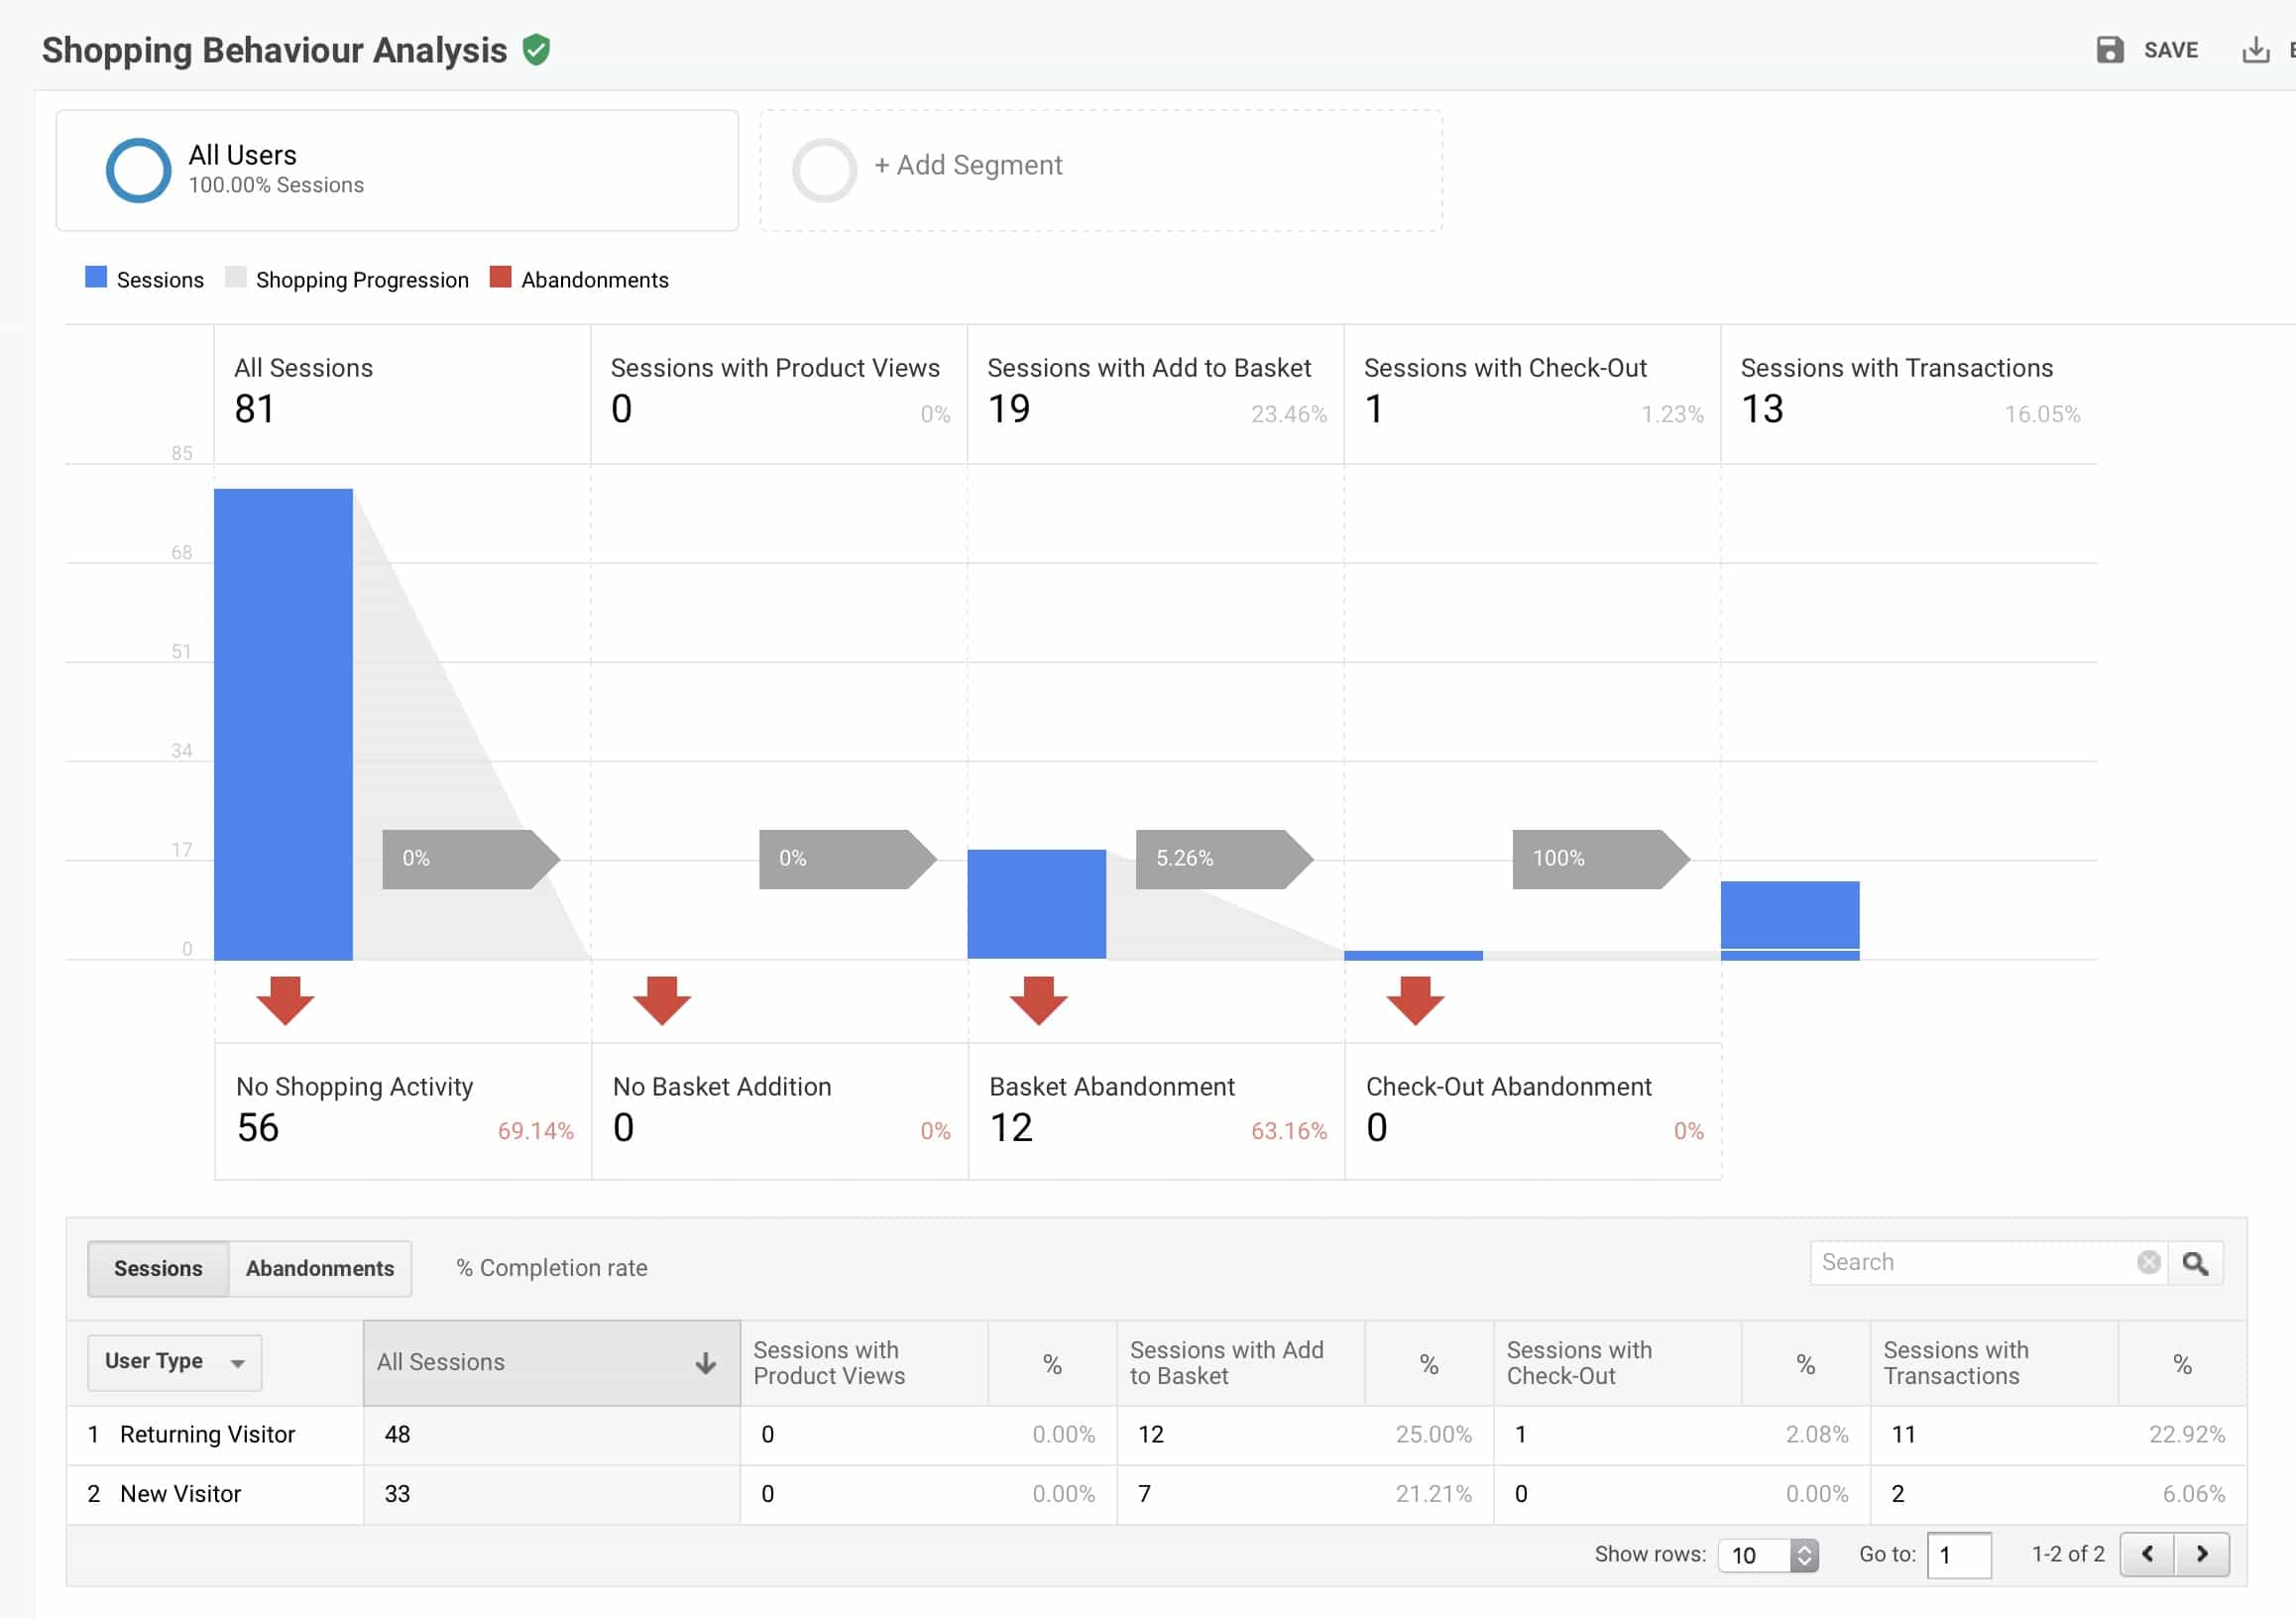 Shopping Behaviour Analysis
SAVE
All Users
100.00% Sessions
+ Add Segment
Sessions
Shopping Progression
Abandonments
All Sessions
81
Sessions with Product Views
0
0%
Sessions with Add to Basket
19
23.46%
Sessions with Check-Out
1
1.23%
Sessions with Transactions
13
16.05%
85
68
51
34
17
0
0%
0%
5.26%
100%
No Shopping Activity
56
69.14%
No Basket Addition
0
0%
Basket Abandonment
12
63.16%
Check-Out Abandonment
0
0%
Sessions
Abandonments
% Completion rate
Search
User Type
All Sessions
Sessions with
Product Views
%
Sessions with Add
to Basket
%
Sessions with
Check-Out
%
Sessions with
Transactions
%
1 Returning Visitor 48 0 0.00% 12 25.00% 1 2.08% 11 22.92%
2 New Visitor 33 0 0.00% 7 21.21% 0 0.00% 2 6.06%
Show rows: 10 Go to: 1 1-2 of 2